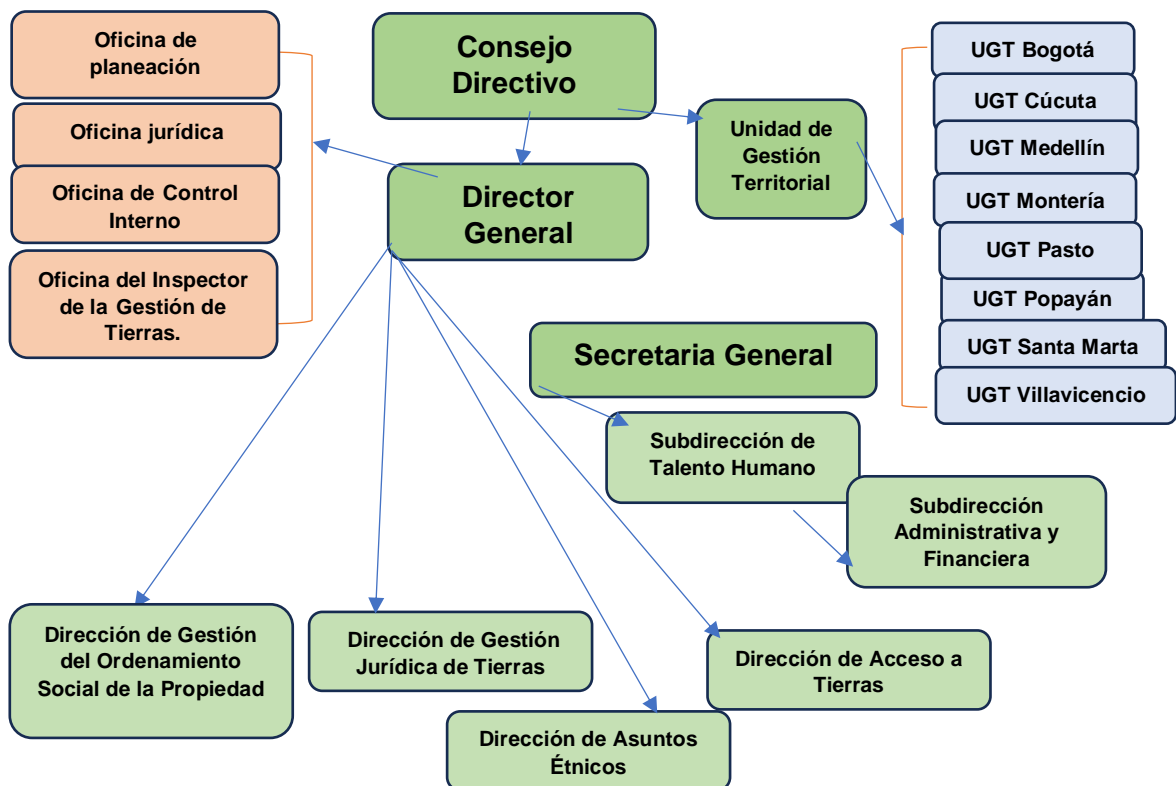 Oficina de
planeación
Oficina jurídica
Oficina de Control
Interno
Oficina del Inspector
de la Gestión de
Tierras.
Consejo
Directivo
Director
General
Unidad de
Gestión
Territorial
UGT Bogotá
UGT Cúcuta
UGT Medellín
UGT Montería
UGT Pasto
UGT Popayán
UGT Santa Marta
UGT Villavicencio
Secretaria General
Subdirección de
Talento Humano
Subdirección
Administrativa y
Financiera
Dirección de Gestión
del Ordenamiento
Social de la Propiedad
Dirección de Gestión
Jurídica de Tierras
Dirección de Asuntos
Étnicos
Dirección de Acceso a
Tierras